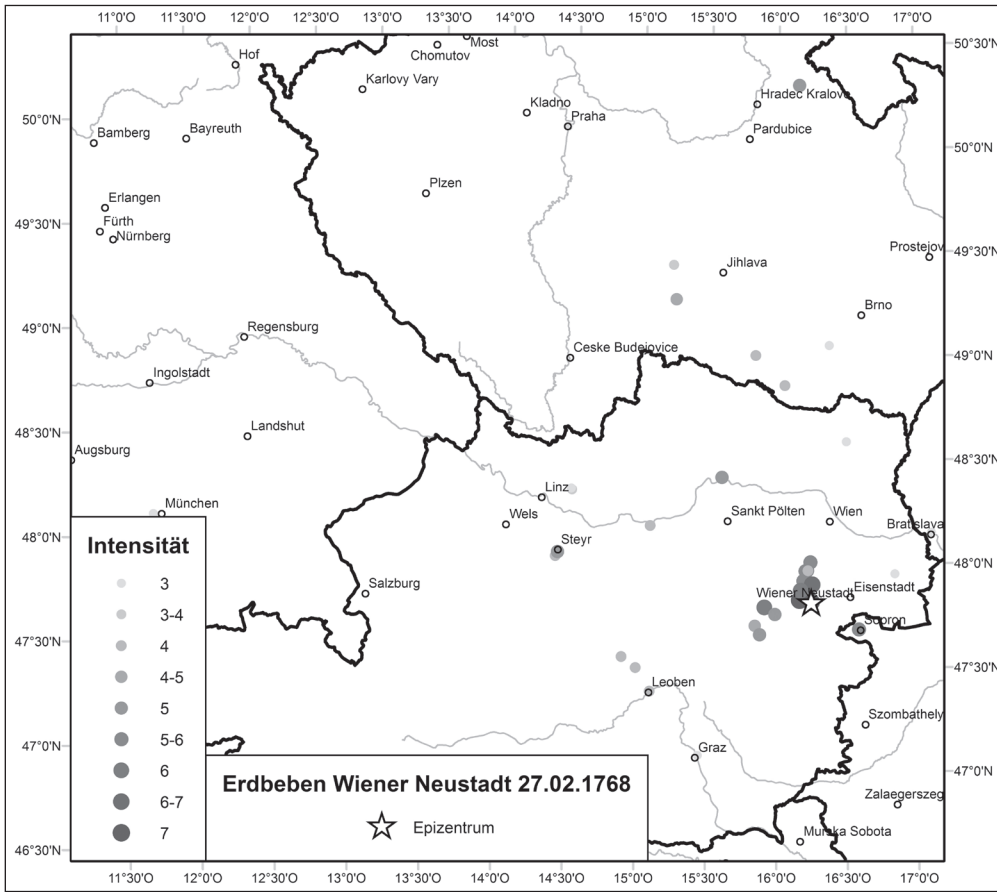 11°0'O 11°30'O 12°0'O 12°30'O 13°0'O 13°30'O 14°0'O 14°30'O 15°0'O 15°30'O 16°0'O 16°30'O 17°0'O
Hof
Most
Chomutov
50°30'N
Karlovy Vary
Kladno
Hradec Kralove
50°0'N
Praha
Bamberg
Bayreuth
Pardubice
50°0'N
Plzen
Erlangen
49°30'N
Fürth
Nürnberg
Prostejov
49°30'N
Jihlava
Brno
49°0'N
Regensburg
Ceske Budejovice
49°0'N
Ingolstadt
Landshut
48°30'N
Augsburg
48°30'N
Linz
München
Wels
Sankt Pölten
Wien
Bratislava
48°0'N
Steyr
48°0'N
Salzburg
Wiener Neustadt
Eisenstadt
47°30'N
Sopron
47°30'N
Leoben
Szombathely
47°0'N
Graz
47°0'N
Zalaegerszeg
Murska Sobota
46°30'N
Intensität
3
3-4
4
4-5
5
5-6
6
6-7
7
Erdbeben Wiener Neustadt 27.02.1768
Epizentrum
11°30'O 12°0'O 12°30'O 13°0'O 13°30'O 14°0'O 14°30'O 15°0'O 15°30'O 16°0'O 16°30'O